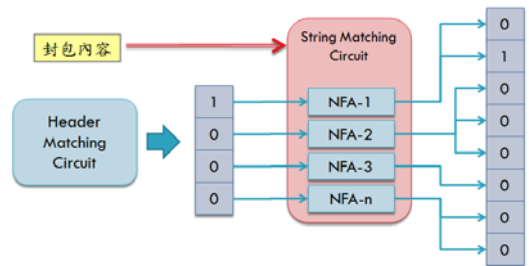 封包內容
String Matching
Circuit
Header
Matching
Circuit
1
0
0
0
NFA-1
NFA-2
NFA-3
NFA-n
0
1
0
0
0
0
0
0